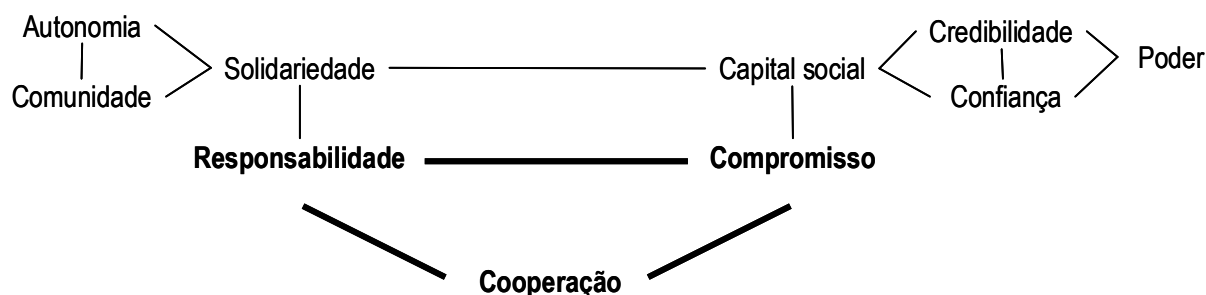 Autonomia
Comunidade
Solidariedade
Capital social
Credibilidade
Confiança
Poder
Responsabilidade
Compromisso
Cooperação